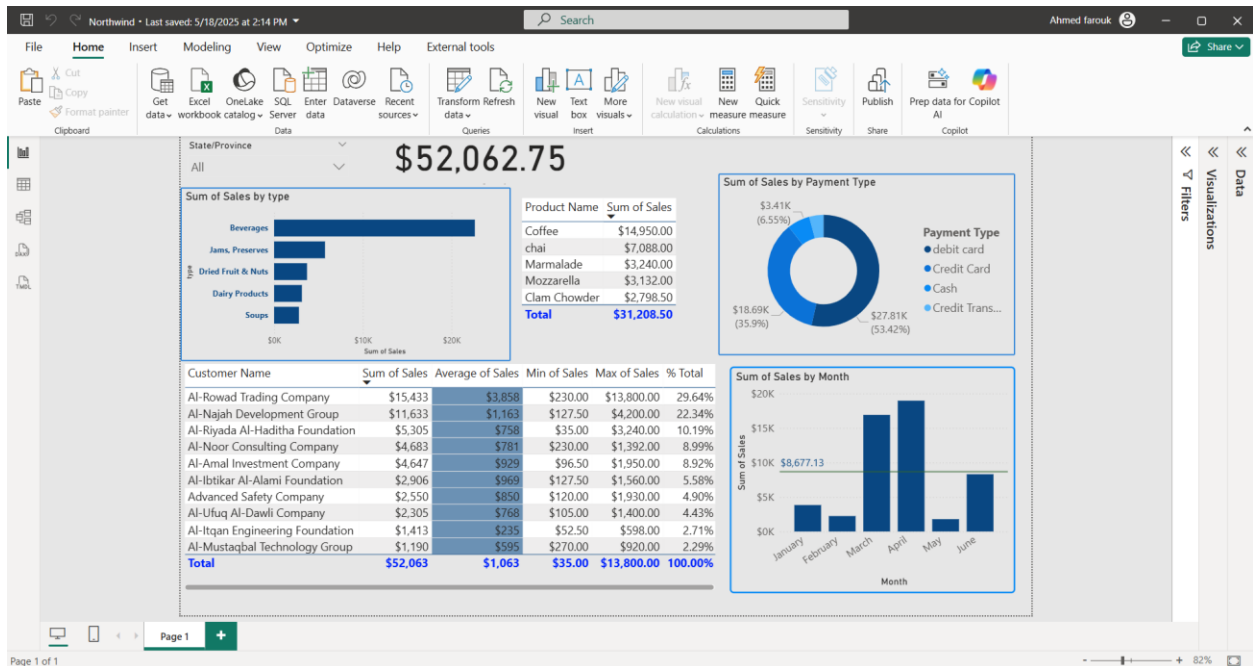 Northwind • Last saved: 5/18/2025 at 2:14 PM
Search
Ahmed farouk
File Home Insert Modeling View Optimize Help External tools
Share
Paste
Cut
Copy
Format painter
Clipboard
Get data
Excel workbook
OneLake catalog
SQL Server
Enter data
Dataverse
Recent sources
Data
Transform data
Refresh
Queries
New visual
Text box
More visuals
Insert
New visual calculation
New measure
Quick measure
Calculations
Sensitivity
Sensitivity
Publish
Share
Prep data for AI
Copilot
Copilot
State/Province
All
$52,062.75
Sum of Sales by type
type
Beverages
Jams, Preserves
Dried Fruit & Nuts
Dairy Products
Soups
$0K $10K $20K
Sum of Sales
Product Name Sum of Sales
Coffee $14,950.00
chai $7,088.00
Marmalade $3,240.00
Mozzarella $3,132.00
Clam Chowder $2,798.50
Total $31,208.50
Sum of Sales by Payment Type
$3.41K
(6.55%)
$18.69K
(35.9%)
$27.81K
(53.42%)
Payment Type
debit card
Credit Card
Cash
Credit Trans...
Customer Name Sum of Sales Average of Sales Min of Sales Max of Sales % Total
Al-Rowad Trading Company $15,433 $3,858 $230.00 $13,800.00 29.64%
Al-Najah Development Group $11,633 $1,163 $127.50 $4,200.00 22.34%
Al-Riyada Al-Haditha Foundation $5,305 $758 $35.00 $3,240.00 10.19%
Al-Noor Consulting Company $4,683 $781 $230.00 $1,392.00 8.99%
Al-Amal Investment Company $4,647 $929 $96.50 $1,950.00 8.92%
Al-Ibtikar Al-Alami Foundation $2,906 $969 $127.50 $1,560.00 5.58%
Advanced Safety Company $2,550 $850 $120.00 $1,930.00 4.90%
Al-Ufuq Al-Dawli Company $2,305 $768 $105.00 $1,400.00 4.43%
Al-Itqan Engineering Foundation $1,413 $235 $52.50 $598.00 2.71%
Al-Mustaqbal Technology Group $1,190 $595 $270.00 $920.00 2.29%
Total $52,063 $1,063 $35.00 $13,800.00 100.00%
Sum of Sales by Month
Sum of Sales
$20K
$15K
$10K
$8,677.13
$5K
$0K
January February March April May June
Month
Filters
Visualizations
Data
Page 1
Page 1 of 1
82%